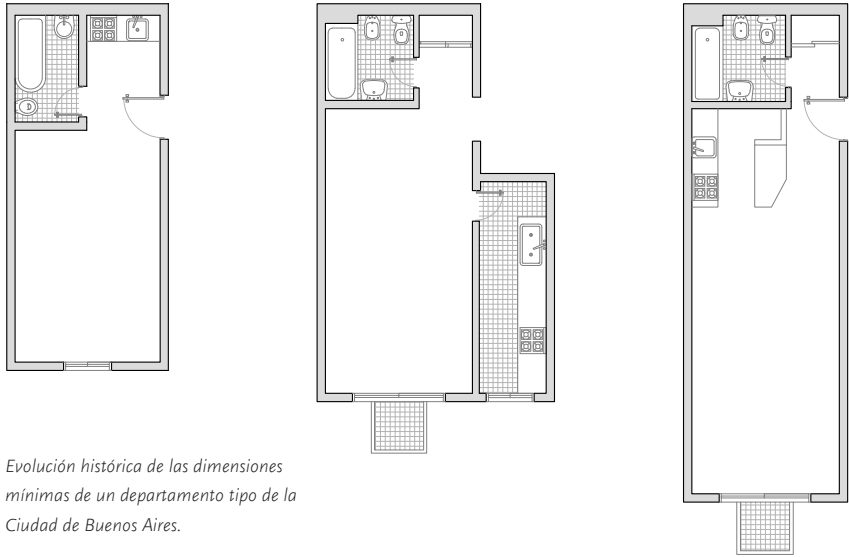 Evolución histórica de las dimensiones
mínimas de un departamento tipo de la
Ciudad de Buenos Aires.